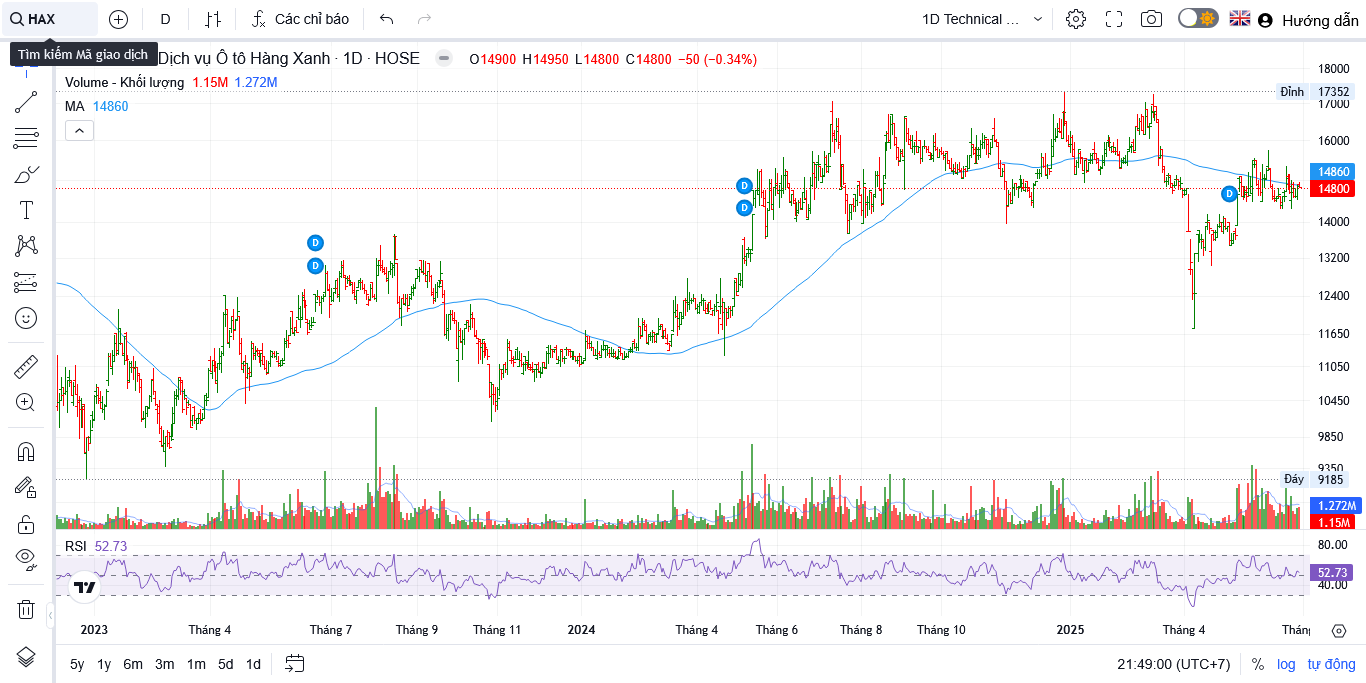 HAX
D
Các chỉ báo
1D Technical ...
Hướng dẫn
Tìm kiếm Mã giao dịch
Dịch vụ Ô tô Hàng Xanh · 1D · HOSE
O14900 H14950 L14800 C14800 −50 (−0.34%)
Volume - Khối lượng 1.15M 1.272M
MA 14860
18000
Đỉnh 17352
17000
16000
14860
14800
14000
13200
12400
11650
11050
10450
9850
9350
Đáy 9185
1.272M
1.15M
D
D
D
D
D
RSI 52.73
80.00
52.73
40.00
2023 Tháng 4 Tháng 7 Tháng 9 Tháng 11 2024 Tháng 4 Tháng 6 Tháng 8 Tháng 10 2025 Tháng 4
5y 1y 6m 3m 1m 5d 1d
21:49:00 (UTC+7) % log tự động